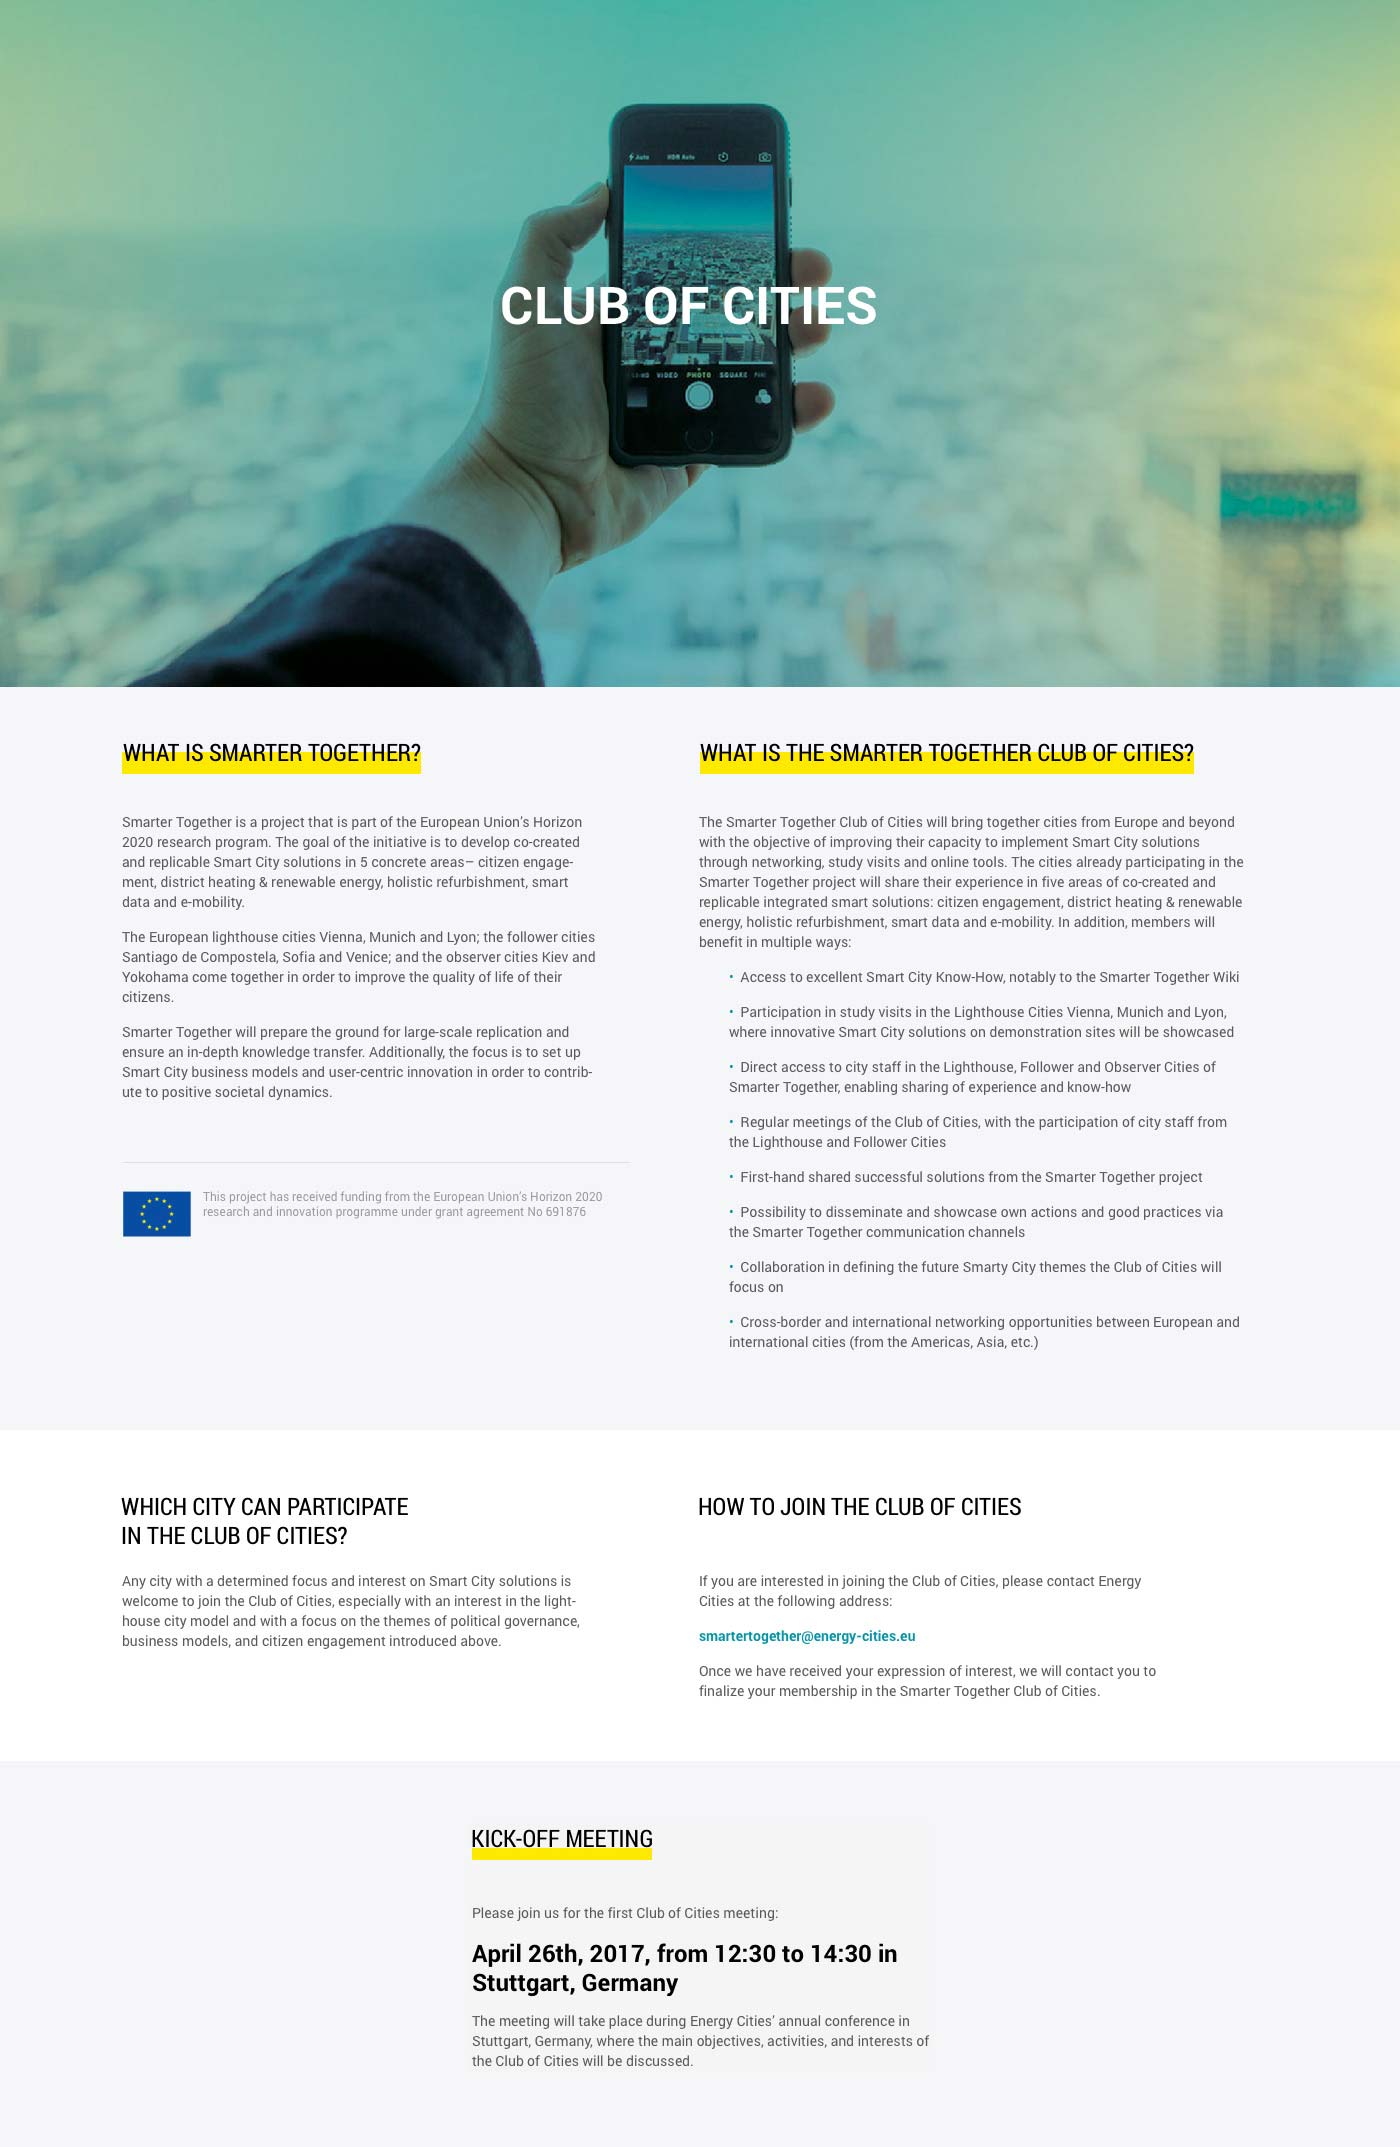 Auto HDR Auto
CLUB OF CITIES
VIDEO PHOTO SQUARE
WHAT IS SMARTER TOGETHER?
Smarter Together is a project that is part of the European Union’s Horizon
2020 research program. The goal of the initiative is to develop co-created
and replicable Smart City solutions in 5 concrete areas– citizen engage-
ment, district heating & renewable energy, holistic refurbishment, smart
data and e-mobility.
The European lighthouse cities Vienna, Munich and Lyon; the follower cities
Santiago de Compostela, Sofia and Venice; and the observer cities Kiev and
Yokohama come together in order to improve the quality of life of their
citizens.
Smarter Together will prepare the ground for large-scale replication and
ensure an in-depth knowledge transfer. Additionally, the focus is to set up
Smart City business models and user-centric innovation in order to contrib-
ute to positive societal dynamics.
This project has received funding from the European Union’s Horizon 2020
research and innovation programme under grant agreement No 691876
WHAT IS THE SMARTER TOGETHER CLUB OF CITIES?
The Smarter Together Club of Cities will bring together cities from Europe and beyond
with the objective of improving their capacity to implement Smart City solutions
through networking, study visits and online tools. The cities already participating in the
Smarter Together project will share their experience in five areas of co-created and
replicable integrated smart solutions: citizen engagement, district heating & renewable
energy, holistic refurbishment, smart data and e-mobility. In addition, members will
benefit in multiple ways:
• Access to excellent Smart City Know-How, notably to the Smarter Together Wiki
• Participation in study visits in the Lighthouse Cities Vienna, Munich and Lyon,
where innovative Smart City solutions on demonstration sites will be showcased
• Direct access to city staff in the Lighthouse, Follower and Observer Cities of
Smarter Together, enabling sharing of experience and know-how
• Regular meetings of the Club of Cities, with the participation of city staff from
the Lighthouse and Follower Cities
• First-hand shared successful solutions from the Smarter Together project
• Possibility to disseminate and showcase own actions and good practices via
the Smarter Together communication channels
• Collaboration in defining the future Smarty City themes the Club of Cities will
focus on
• Cross-border and international networking opportunities between European and
international cities (from the Americas, Asia, etc.)
WHICH CITY CAN PARTICIPATE
IN THE CLUB OF CITIES?
Any city with a determined focus and interest on Smart City solutions is
welcome to join the Club of Cities, especially with an interest in the light-
house city model and with a focus on the themes of political governance,
business models, and citizen engagement introduced above.
HOW TO JOIN THE CLUB OF CITIES
If you are interested in joining the Club of Cities, please contact Energy
Cities at the following address:
smartertogether@energy-cities.eu
Once we have received your expression of interest, we will contact you to
finalize your membership in the Smarter Together Club of Cities.
KICK-OFF MEETING
Please join us for the first Club of Cities meeting:
April 26th, 2017, from 12:30 to 14:30 in
Stuttgart, Germany
The meeting will take place during Energy Cities’ annual conference in
Stuttgart, Germany, where the main objectives, activities, and interests of
the Club of Cities will be discussed.